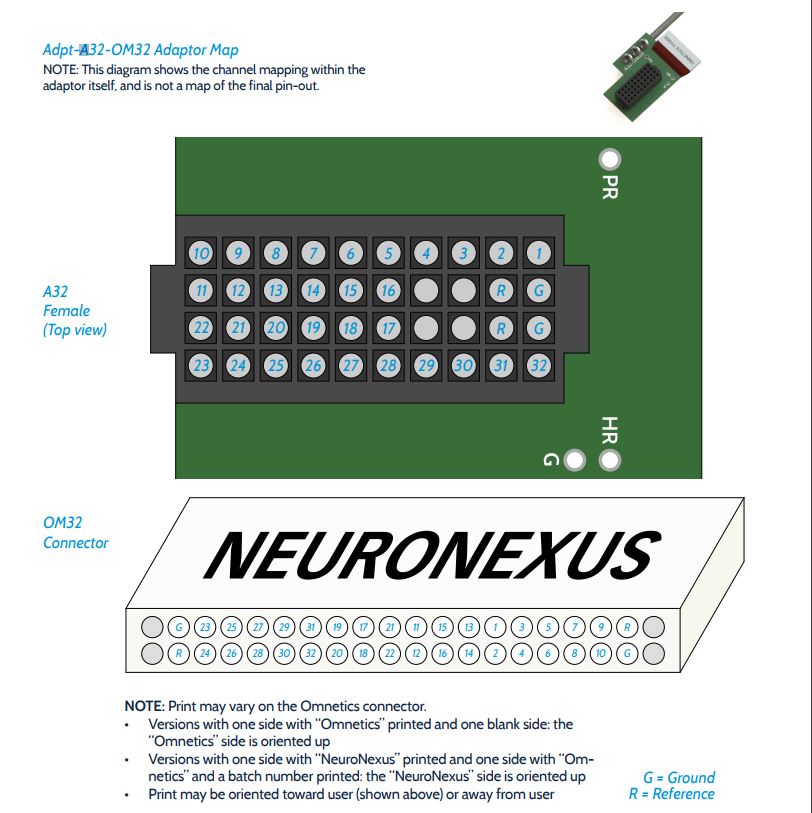 Adpt-A32-OM32 Adaptor Map
NOTE: This diagram shows the channel mapping within the
adaptor itself, and is not a map of the final pin-out.
PR
A32
Female
(Top view)
10 9 8 7 6 5 4 3 2 1
11 12 13 14 15 16 R G
22 21 20 19 18 17 R G
23 24 25 26 27 28 29 30 31 32
G HR
OM32
Connector
NEURONEXUS
G 23 25 27 29 31 19 17 21 11 15 13 1 3 5 7 9 R
R 24 26 28 30 32 20 18 22 12 16 14 2 4 6 8 10 G
NOTE: Print may vary on the Omnetics connector.
• Versions with one side with “Omnetics” printed and one blank side: the
“Omnetics” side is oriented up
• Versions with one side with “NeuroNexus” printed and one side with “Om-
netics” and a batch number printed: the “NeuroNexus” side is oriented up
• Print may be oriented toward user (shown above) or away from user
G = Ground
R = Reference